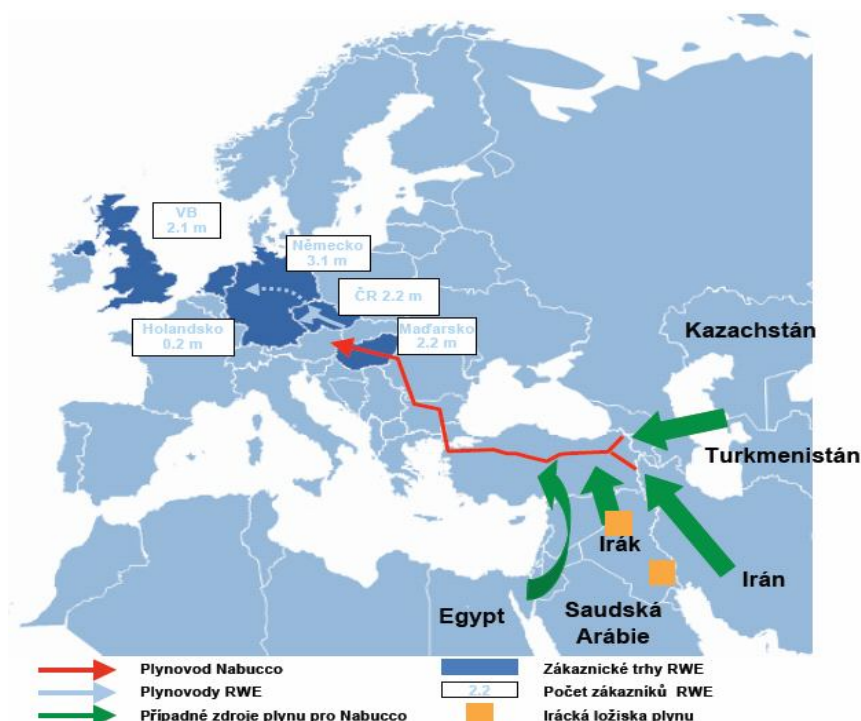 VB
2.1 m
Německo
3.1 m
ČR 2.2 m
Holandsko
0.2 m
Maďarsko
2.2 m
Kazachstán
Turkmenistán
Irák
Irán
Egypt
Saudská
Arábie
Plynovod Nabucco
Zákaznické trhy RWE
Plynovody RWE
2.2
Počet zákazníků RWE
Případné zdroje plynu pro Nabucco
Irácká ložiska plynu